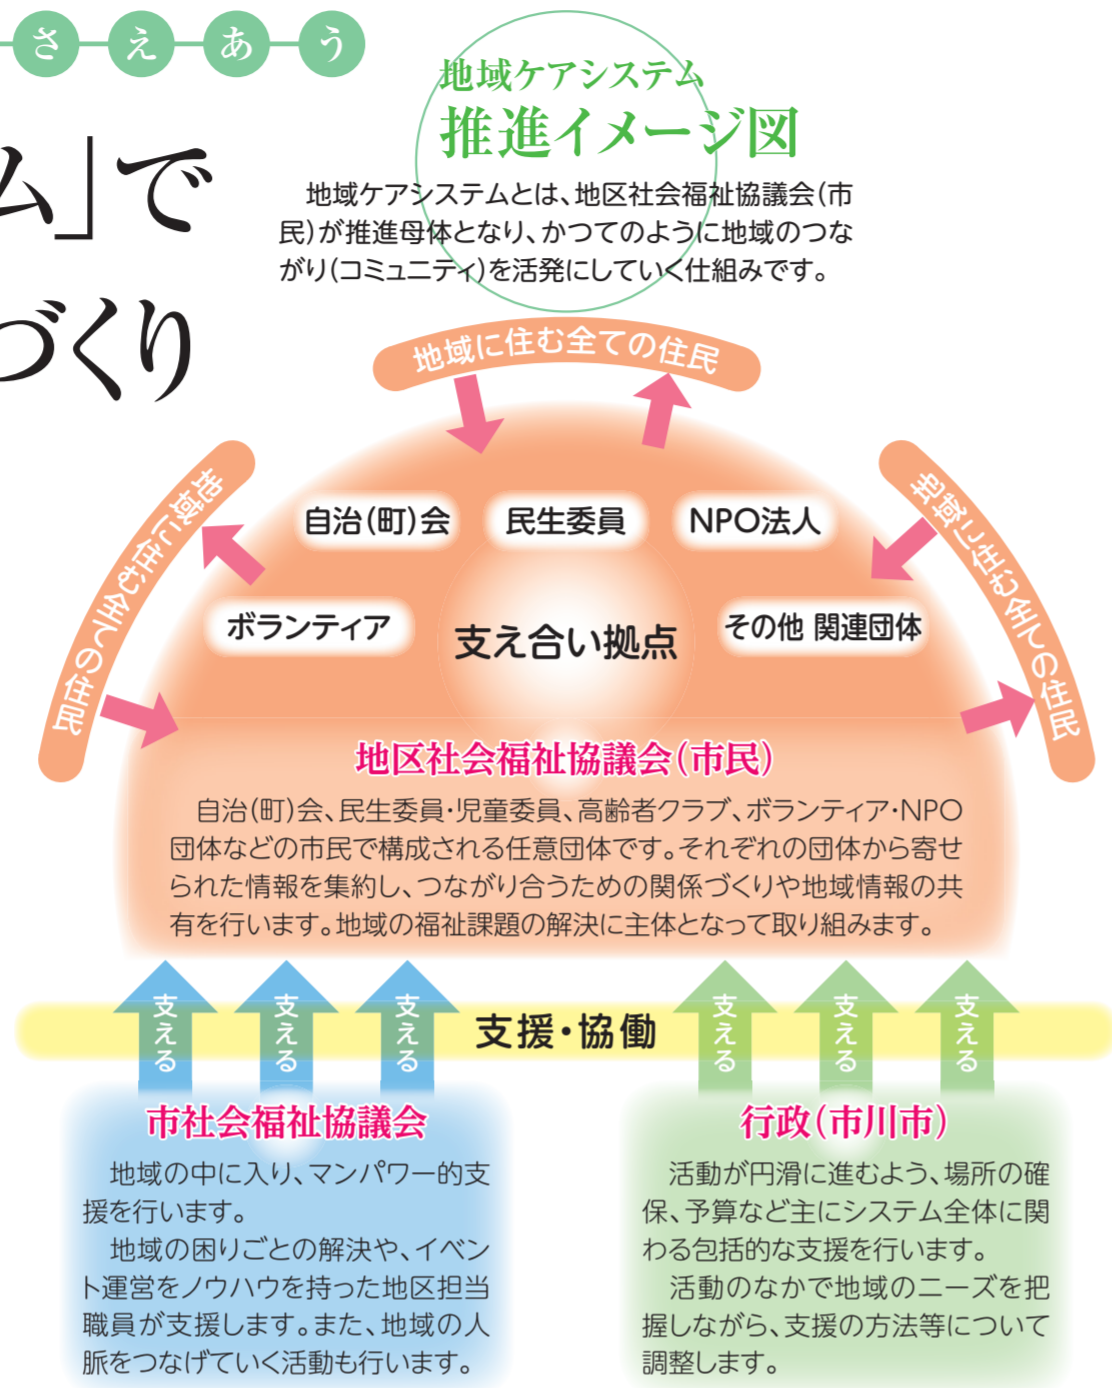 さえあう
ム」で
づくり
地域ケアシステム
推進イメージ図
地域ケアシステムとは、地区社会福祉協議会(市
民)が推進母体となり、かつてのように地域のつな
がり(コミュニティ)を活発にしていく仕組みです。
地域に住む全ての住民
地域に住む全ての住民
地域に住む全ての住民
自治(町)会
民生委員
NPO法人
ボランティア
支え合い拠点
その他 関連団体
地区社会福祉協議会(市民)
自治(町)会、民生委員・児童委員、高齢者クラブ、ボランティア・NPO
団体などの市民で構成される任意団体です。それぞれの団体から寄せ
られた情報を集約し、つながり合うための関係づくりや地域情報の共
有を行います。地域の福祉課題の解決に主体となって取り組みます。
支える
支える
支える
支援・協働
支える
支える
支える
市社会福祉協議会
地域の中に入り、マンパワー的支
援を行います。
地域の困りごとの解決や、イベン
ト運営をノウハウを持った地区担当
職員が支援します。また、地域の人
脈をつなげていく活動も行います。
行政(市川市)
活動が円滑に進むよう、場所の確
保、予算など主にシステム全体に関
わる包括的な支援を行います。
活動のなかで地域のニーズを把
握しながら、支援の方法等について
調整します。